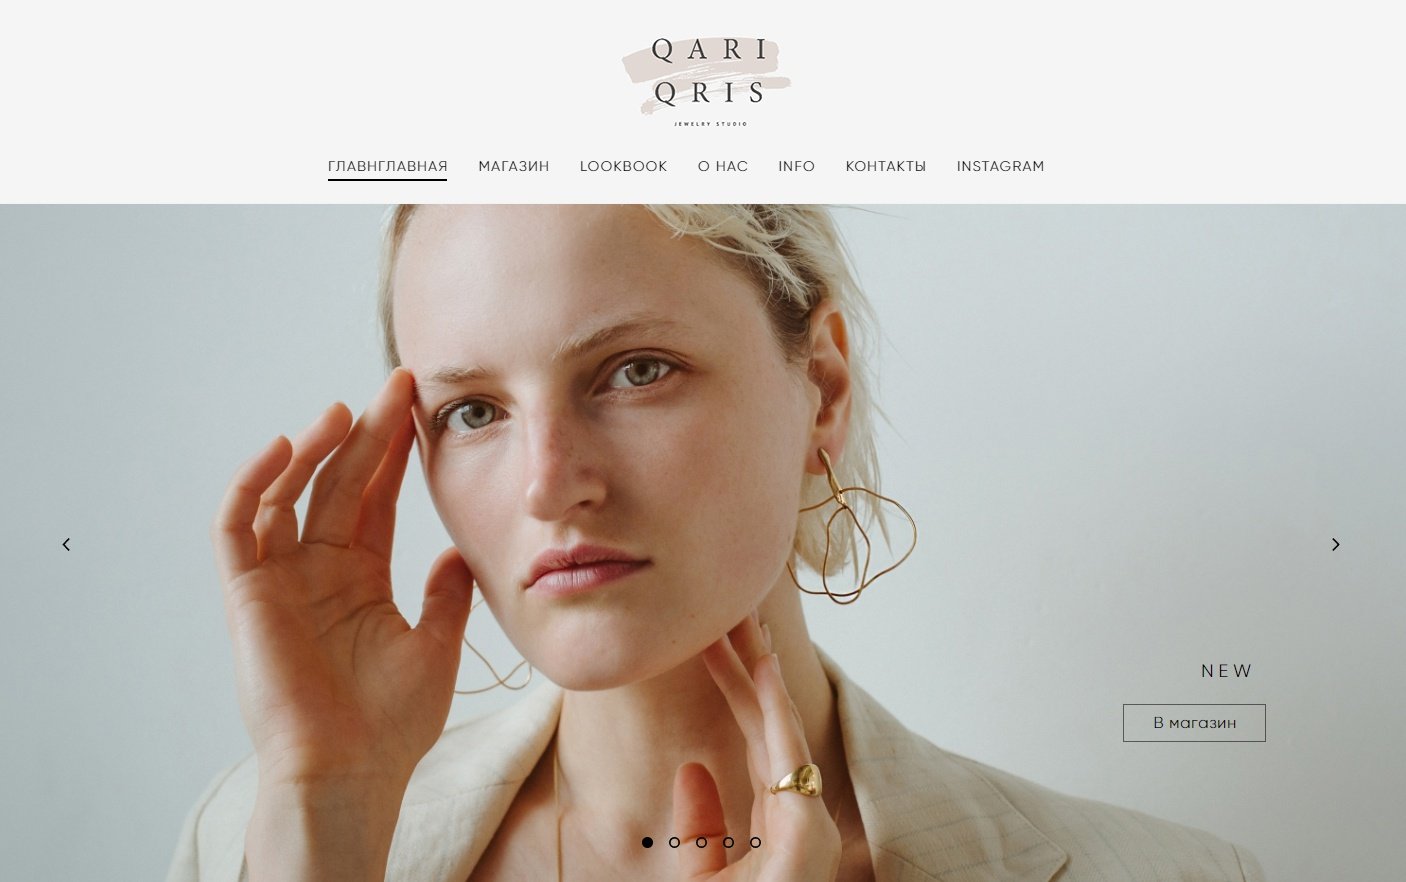 QARI
QRIS
JEWELRY STUDIO
ГЛАВНГЛАВНАЯ МАГАЗИН LOOKBOOK О НАС INFO КОНТАКТЫ INSTAGRAM
NEW
В магазин